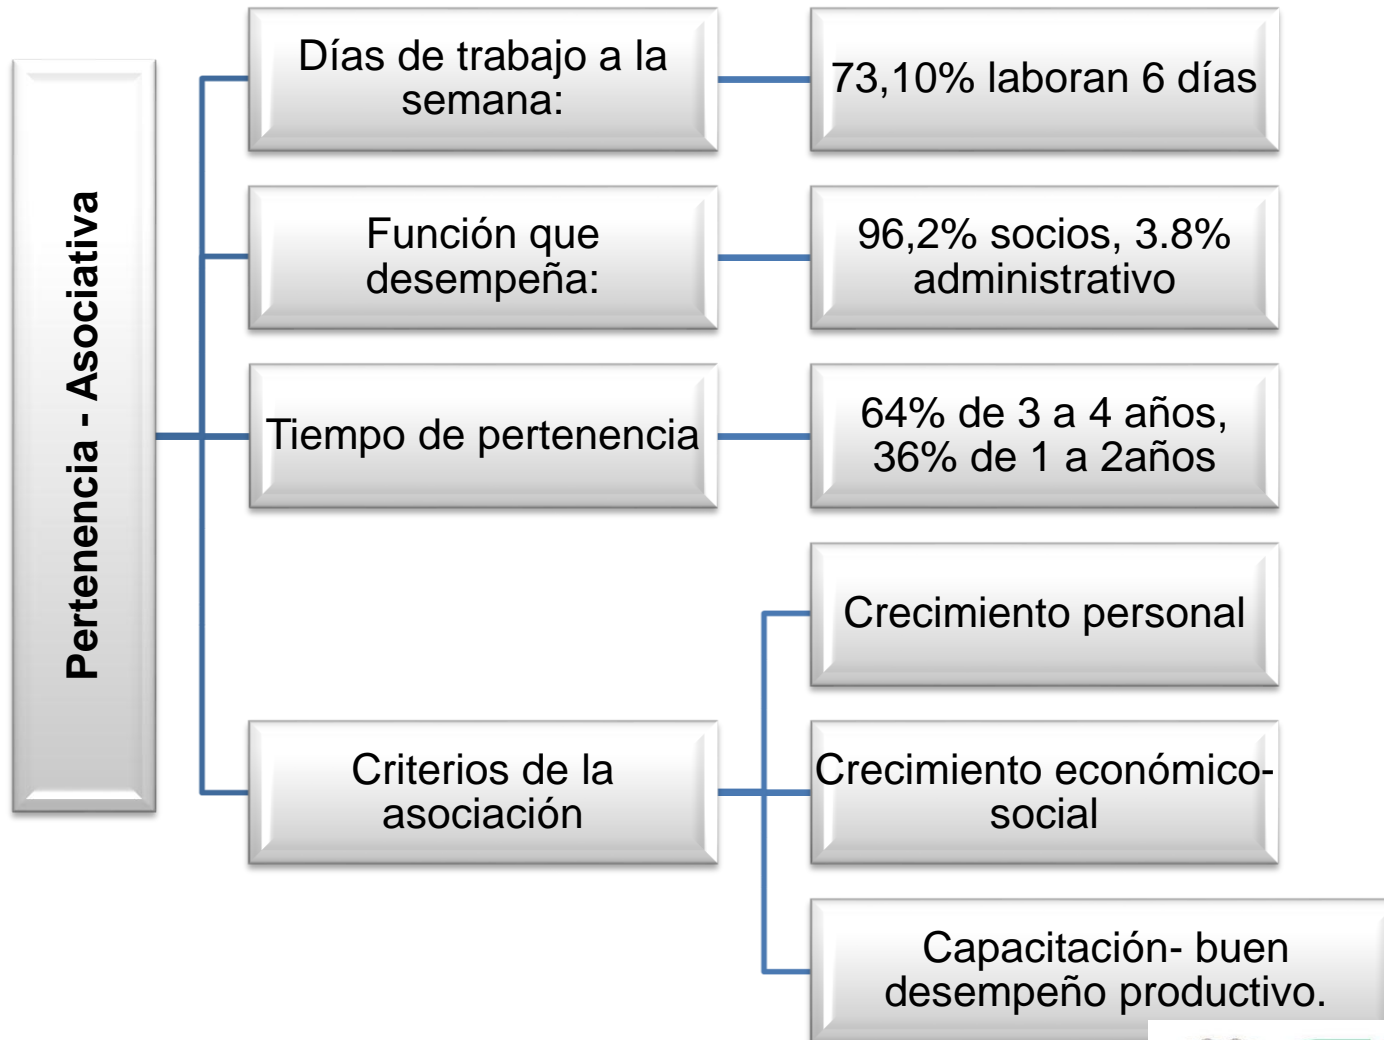 Pertenencia - Asociativa
Días de trabajo a la
semana:
73,10% laboran 6 días
Función que
desempeña:
96,2% socios, 3.8%
administrativo
Tiempo de pertenencia
64% de 3 a 4 años,
36% de 1 a 2años
Criterios de la
asociación
Crecimiento personal
Crecimiento económico-
social
Capacitación- buen
desempeño productivo.